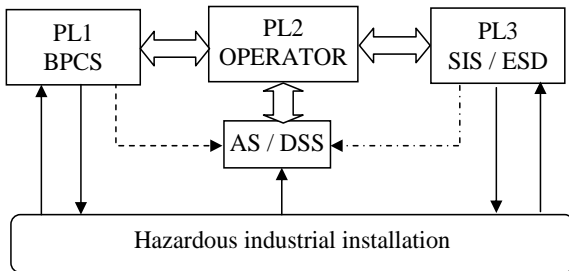 PL1
BPCS
PL2
OPERATOR
PL3
SIS / ESD
AS / DSS
Hazardous industrial installation